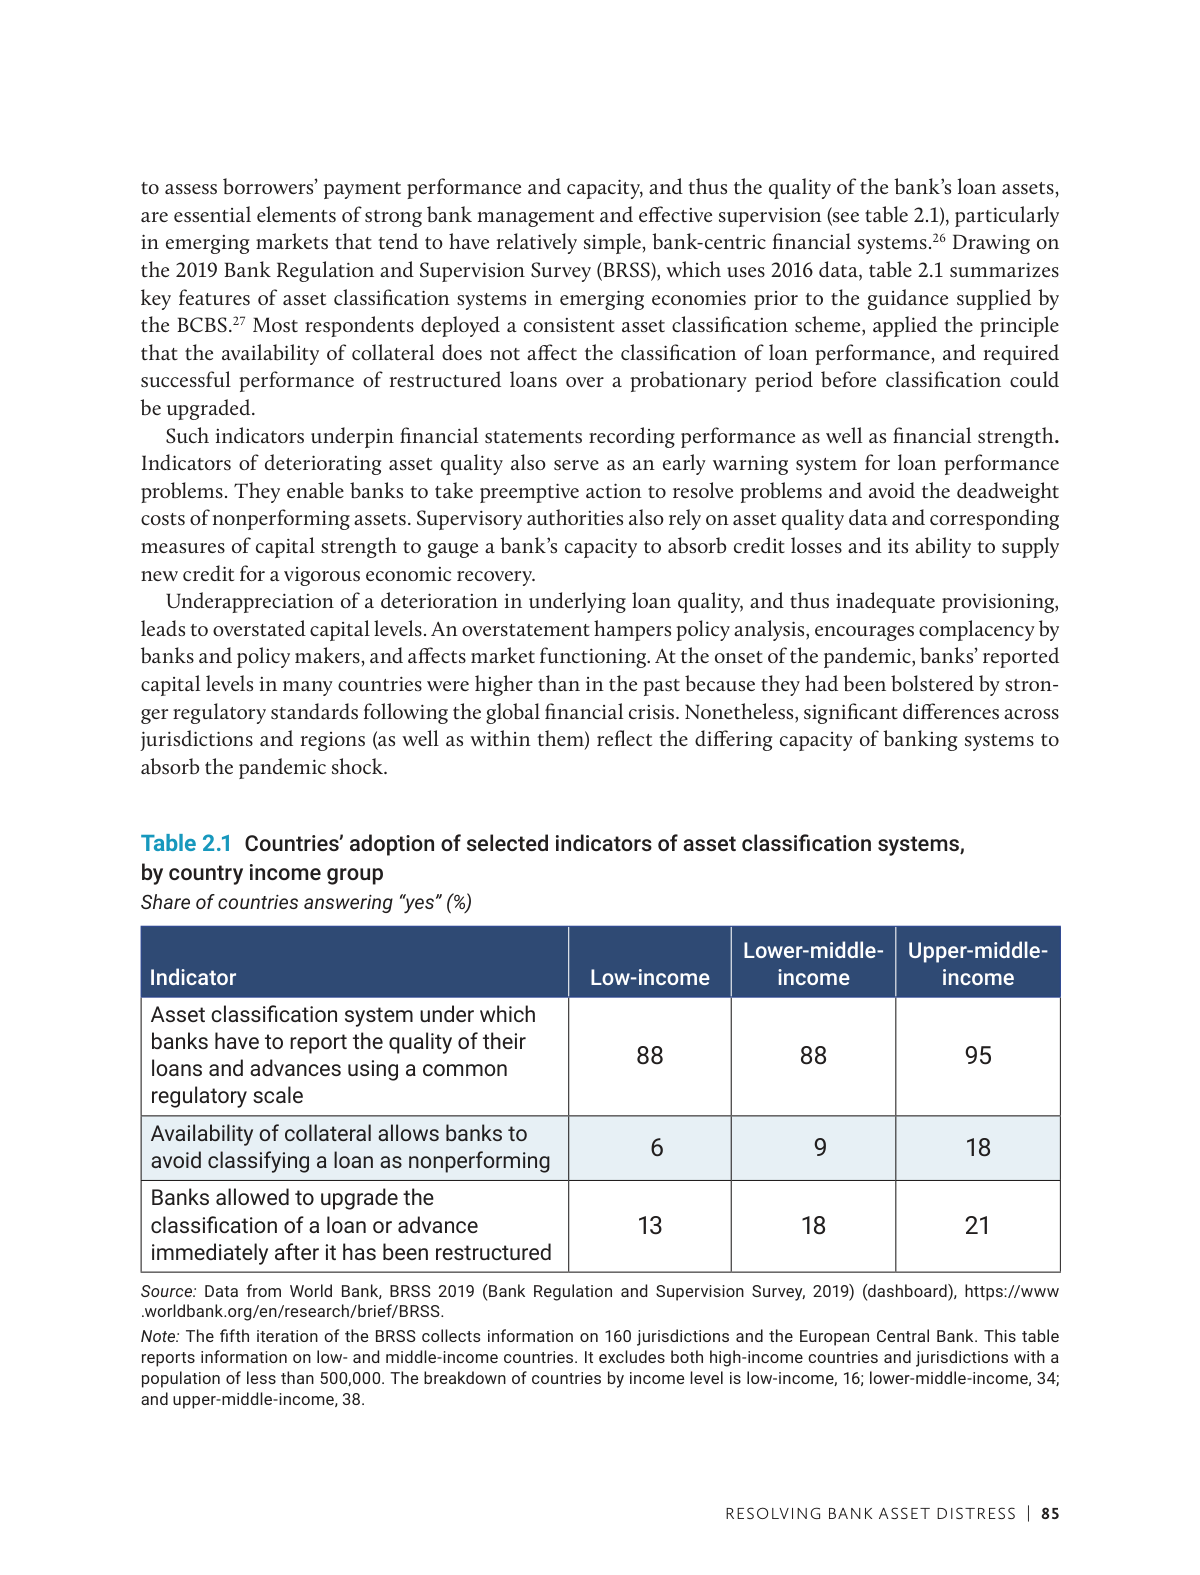 to assess borrowers’ payment performance and capacity, and thus the quality of the bank’s loan assets,
are essential elements of strong bank management and effective supervision (see table 2.1), particularly
in emerging markets that tend to have relatively simple, bank-centric financial systems.26 Drawing on
the 2019 Bank Regulation and Supervision Survey (BRSS), which uses 2016 data, table 2.1 summarizes
key features of asset classification systems in emerging economies prior to the guidance supplied by
the BCBS.27 Most respondents deployed a consistent asset classification scheme, applied the principle
that the availability of collateral does not affect the classification of loan performance, and required
successful performance of restructured loans over a probationary period before classification could
be upgraded.
Such indicators underpin financial statements recording performance as well as financial strength.
Indicators of deteriorating asset quality also serve as an early warning system for loan performance
problems. They enable banks to take preemptive action to resolve problems and avoid the deadweight
costs of nonperforming assets. Supervisory authorities also rely on asset quality data and corresponding
measures of capital strength to gauge a bank’s capacity to absorb credit losses and its ability to supply
new credit for a vigorous economic recovery.
Underappreciation of a deterioration in underlying loan quality, and thus inadequate provisioning,
leads to overstated capital levels. An overstatement hampers policy analysis, encourages complacency by
banks and policy makers, and affects market functioning. At the onset of the pandemic, banks’ reported
capital levels in many countries were higher than in the past because they had been bolstered by stron-
ger regulatory standards following the global financial crisis. Nonetheless, significant differences across
jurisdictions and regions (as well as within them) reflect the differing capacity of banking systems to
absorb the pandemic shock.
Table 2.1 Countries’ adoption of selected indicators of asset classification systems,
by country income group
Share of countries answering “yes” (%)
Indicator
Low-income
Lower-middle-
income
Upper-middle-
income
Asset classification system under which
banks have to report the quality of their
loans and advances using a common
regulatory scale
88
88
95
Availability of collateral allows banks to
avoid classifying a loan as nonperforming
6
9
18
Banks allowed to upgrade the
classification of a loan or advance
immediately after it has been restructured
13
18
21
Source: Data from World Bank, BRSS 2019 (Bank Regulation and Supervision Survey, 2019) (dashboard), https://www
.worldbank.org/en/research/brief/BRSS.
Note: The fifth iteration of the BRSS collects information on 160 jurisdictions and the European Central Bank. This table
reports information on low- and middle-income countries. It excludes both high-income countries and jurisdictions with a
population of less than 500,000. The breakdown of countries by income level is low-income, 16; lower-middle-income, 34;
and upper-middle-income, 38.
RESOLVING BANK ASSET DISTRESS | 85